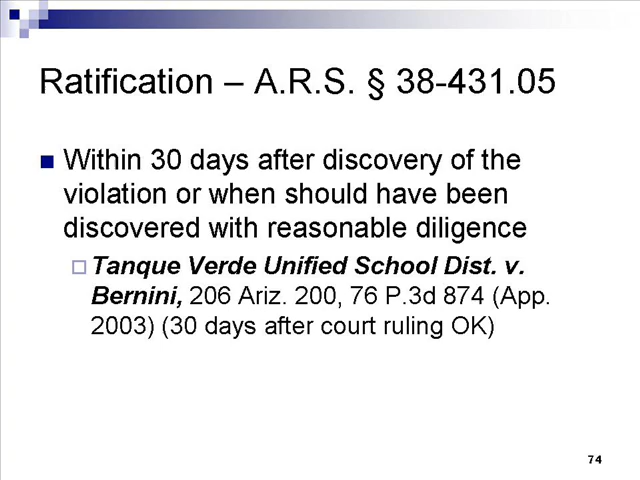 Ratification – A.R.S. § 38-431.05
Within 30 days after discovery of the
violation or when should have been
discovered with reasonable diligence
Tanque Verde Unified School Dist. v.
Bernini, 206 Ariz. 200, 76 P.3d 874 (App.
2003) (30 days after court ruling OK)
74